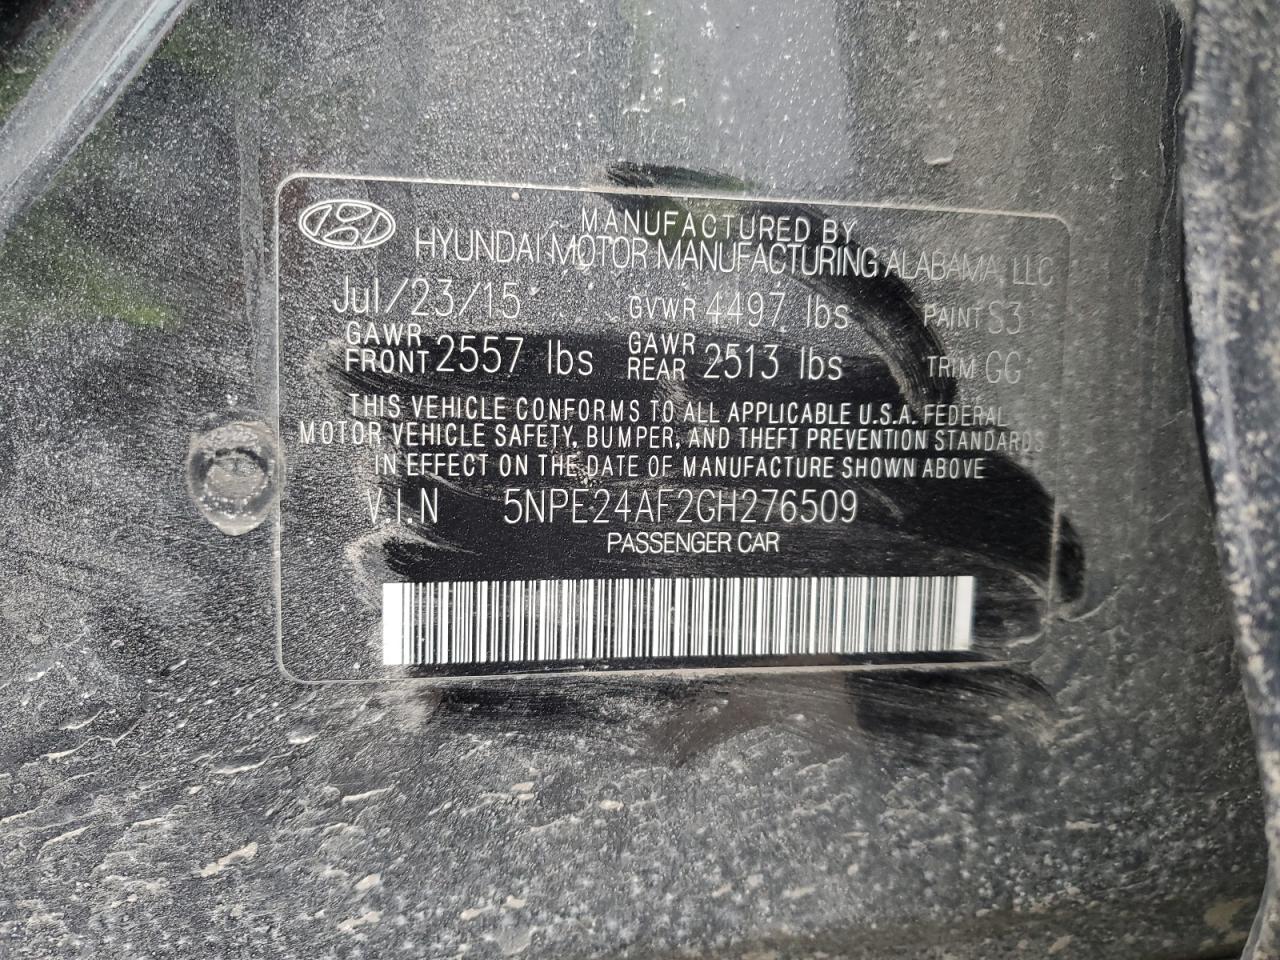 MANUFACTURED BY
HYUNDAI MOTOR MANUFACTURING ALABAMA, LLC
Jul/23/15 GVWR 4497 lbs PAINT S3
GAWR FRONT 2557 lbs GAWR REAR 2513 lbs TRIM GG
THIS VEHICLE CONFORMS TO ALL APPLICABLE U.S.A. FEDERAL
MOTOR VEHICLE SAFETY, BUMPER, AND THEFT PREVENTION STANDARDS
IN EFFECT ON THE DATE OF MANUFACTURE SHOWN ABOVE
V.I.N 5NPE24AF2GH276509
PASSENGER CAR